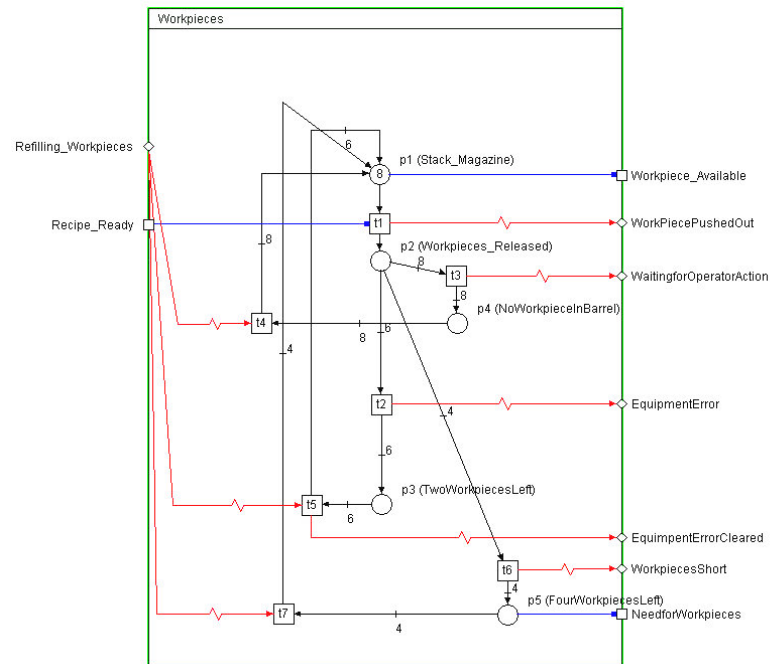 Workpieces
6
Refilling_Workpieces
p1 (Stack_Magazine)
8
Workpiece_Available
Recipe_Ready
t1
WorkPiecePushedOut
8
p2 (Workpieces_Released)
8
t3
WaitingforOperatorAction
8
p4 (NoWorkpieceInBarrel)
t4
8
6
4
t2
EquipmentError
4
6
p3 (TwoWorkpiecesLeft)
t5
6
EquimpentErrorCleared
t6
WorkpiecesShort
4
p5 (FourWorkpiecesLeft)
t7
4
NeedforWorkpieces